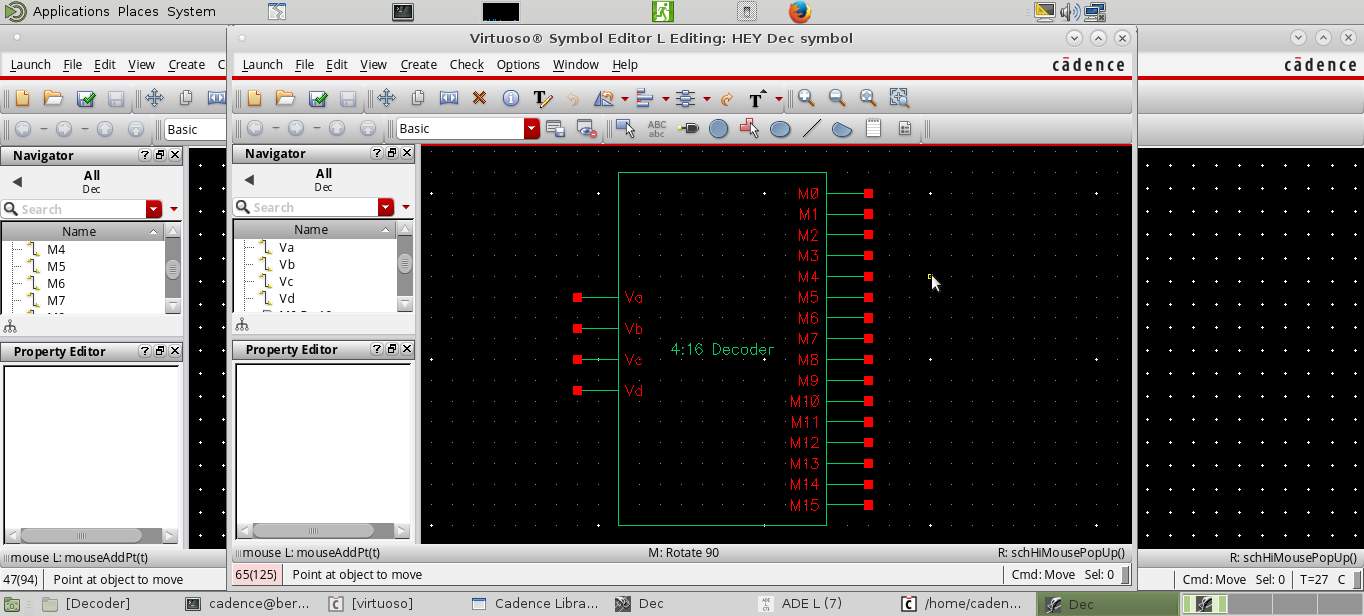 Applications Places System
Virtuoso® Symbol Editor L Editing: HEY Dec symbol
Launch File Edit View Create C
Launch File Edit View Create Check Options Window Help
cādence
cādence
Basic
Basic
ABC
abc
Navigator
All
Dec
Search
Name
M4
M5
M6
M7
Property Editor
Navigator
All
Dec
Search
Name
Va
Vb
Vc
Vd
Property Editor
M0
M1
M2
M3
M4
M5
M6
M7
M8
M9
M10
M11
M12
M13
M14
M15
Va
Vb
Vc
Vd
4:16 Decoder
mouse L: mouseAddPt(t)
mouse L: mouseAddPt(t) M: Rotate 90 R: schHiMousePopUp()
R: schHiMousePopUp()
47(94) Point at object to move
65(125) Point at object to move Cmd: Move Sel: 0
Cmd: Move Sel: 0 T=27 C
[Decoder] cadence@ber... [virtuoso] Cadence Libra... Dec ADE L (7) /home/caden... Dec